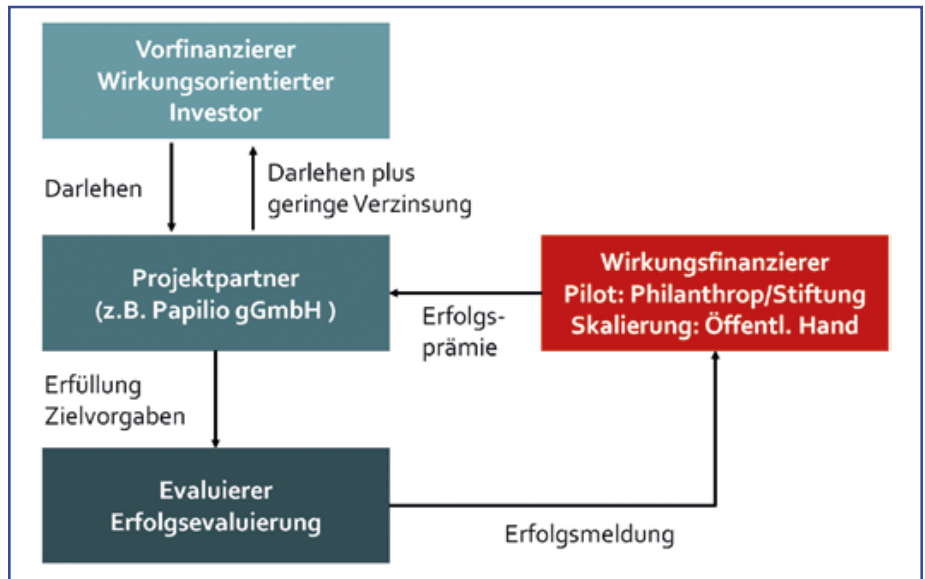 Vorfinanzierer
Wirkungsorientierter
Investor
Darlehen
Darlehen plus
geringe Verzinsung
Projektpartner
(z.B. Papilio gGmbH )
Wirkungsfinanzierer
Pilot: Philanthrop/Stiftung
Skalierung: Öffentl. Hand
Erfolgs-
prämie
Erfüllung
Zielvorgaben
Evaluierer
Erfolgsevaluierung
Erfolgsmeldung